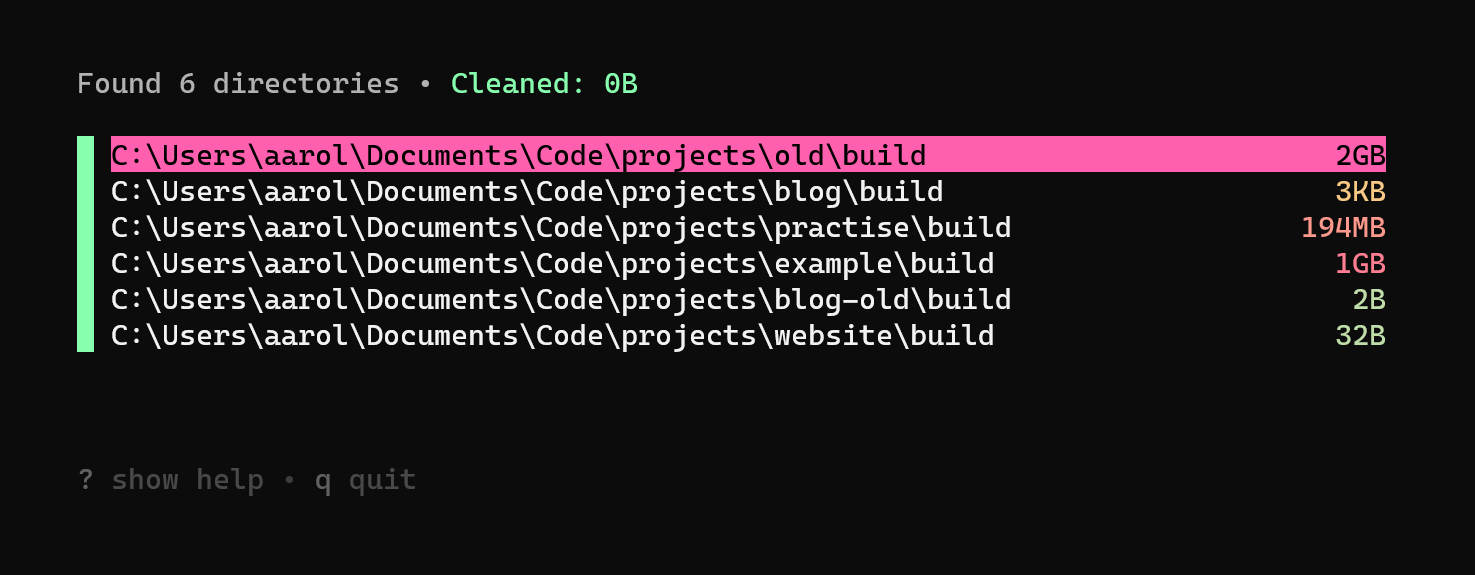 Found 6 directories • Cleaned: 0B
C:\Users\aarol\Documents\Code\projects\old\build 2GB
C:\Users\aarol\Documents\Code\projects\blog\build 3KB
C:\Users\aarol\Documents\Code\projects\practise\build 194MB
C:\Users\aarol\Documents\Code\projects\example\build 1GB
C:\Users\aarol\Documents\Code\projects\blog-old\build 2B
C:\Users\aarol\Documents\Code\projects\website\build 32B
? show help • q quit